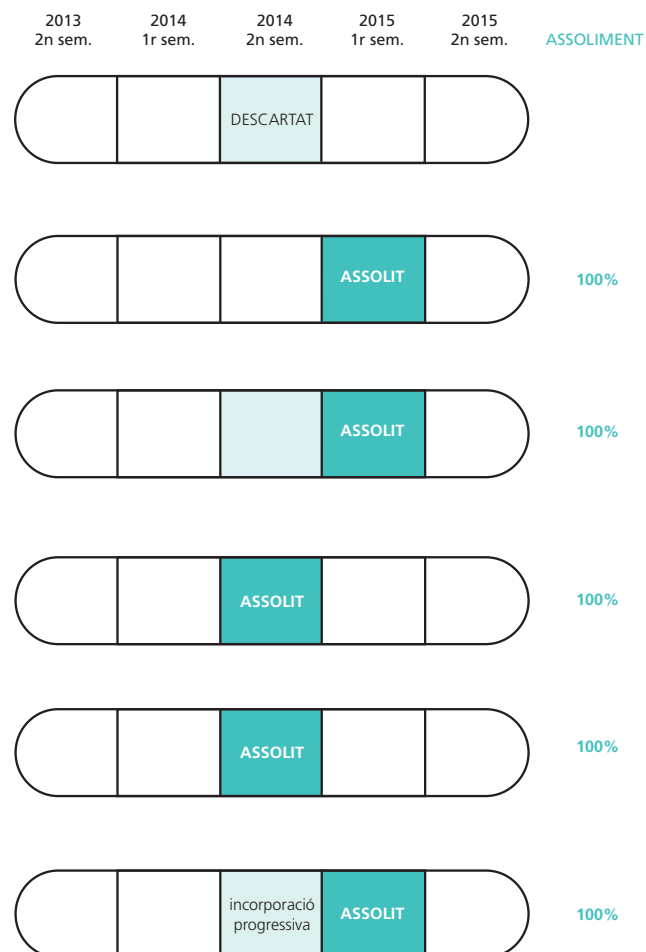 2013 2014 2014 2015 2015
2n sem. 1r sem. 2n sem. 1r sem. 2n sem. ASSOLIMENT
DESCARTAT
ASSOLIT 100%
ASSOLIT 100%
ASSOLIT 100%
ASSOLIT 100%
incorporació
progressiva ASSOLIT 100%